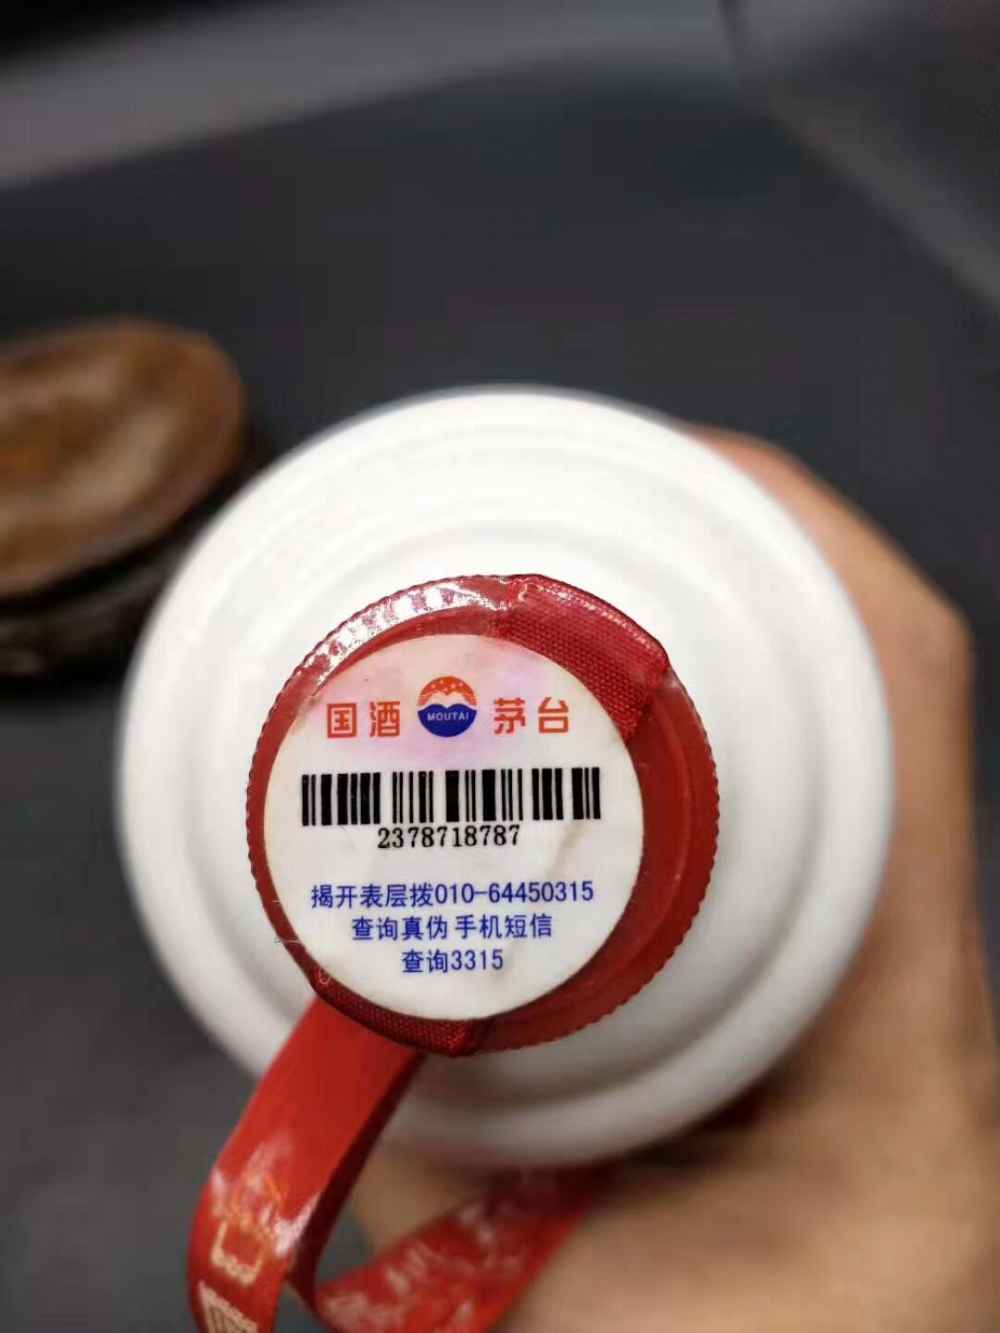 国酒 MOUTAI 茅台
2378718787
揭开表层拨010-64450315
查询真伪 手机短信
查询3315